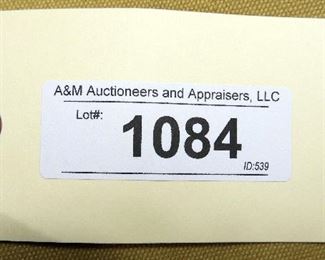 A&M Auctioneers and Appraisers, LLC
Lot#:
1084
ID:539